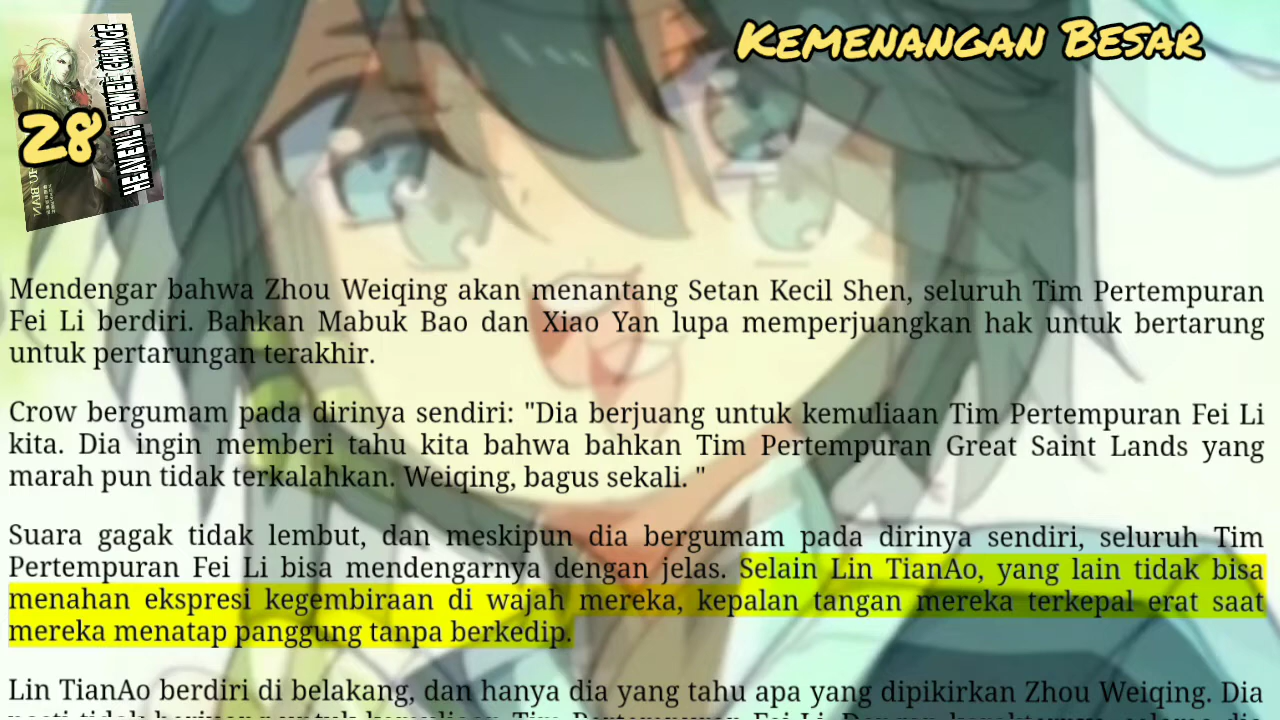 Kemenangan Besar
HEAVENLY JEWEL CHANGE
28
Mendengar bahwa Zhou Weiqing akan menantang Setan Kecil Shen, seluruh Tim Pertempuran
Fei Li berdiri. Bahkan Mabuk Bao dan Xiao Yan lupa memperjuangkan hak untuk bertarung
untuk pertarungan terakhir.
Crow bergumam pada dirinya sendiri: "Dia berjuang untuk kemuliaan Tim Pertempuran Fei Li
kita. Dia ingin memberi tahu kita bahwa bahkan Tim Pertempuran Great Saint Lands yang
marah pun tidak terkalahkan. Weiqing, bagus sekali. "
Suara gagak tidak lembut, dan meskipun dia bergumam pada dirinya sendiri, seluruh Tim
Pertempuran Fei Li bisa mendengarnya dengan jelas. Selain Lin TianAo, yang lain tidak bisa
menahan ekspresi kegembiraan di wajah mereka, kepalan tangan mereka terkepal erat saat
mereka menatap panggung tanpa berkedip.
Lin TianAo berdiri di belakang, dan hanya dia yang tahu apa yang dipikirkan Zhou Weiqing. Dia